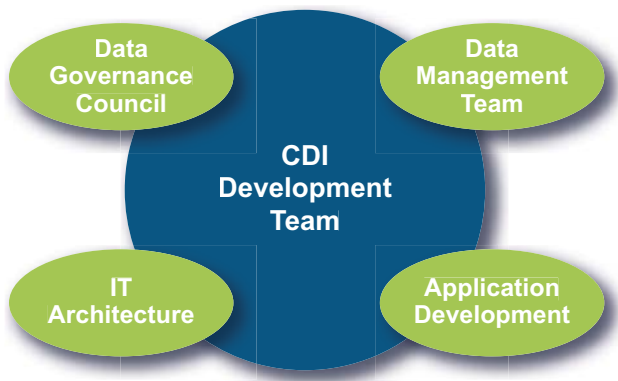 Data
Governance
Council
Data
Management
Team
CDI
Development
Team
IT
Architecture
Application
Development